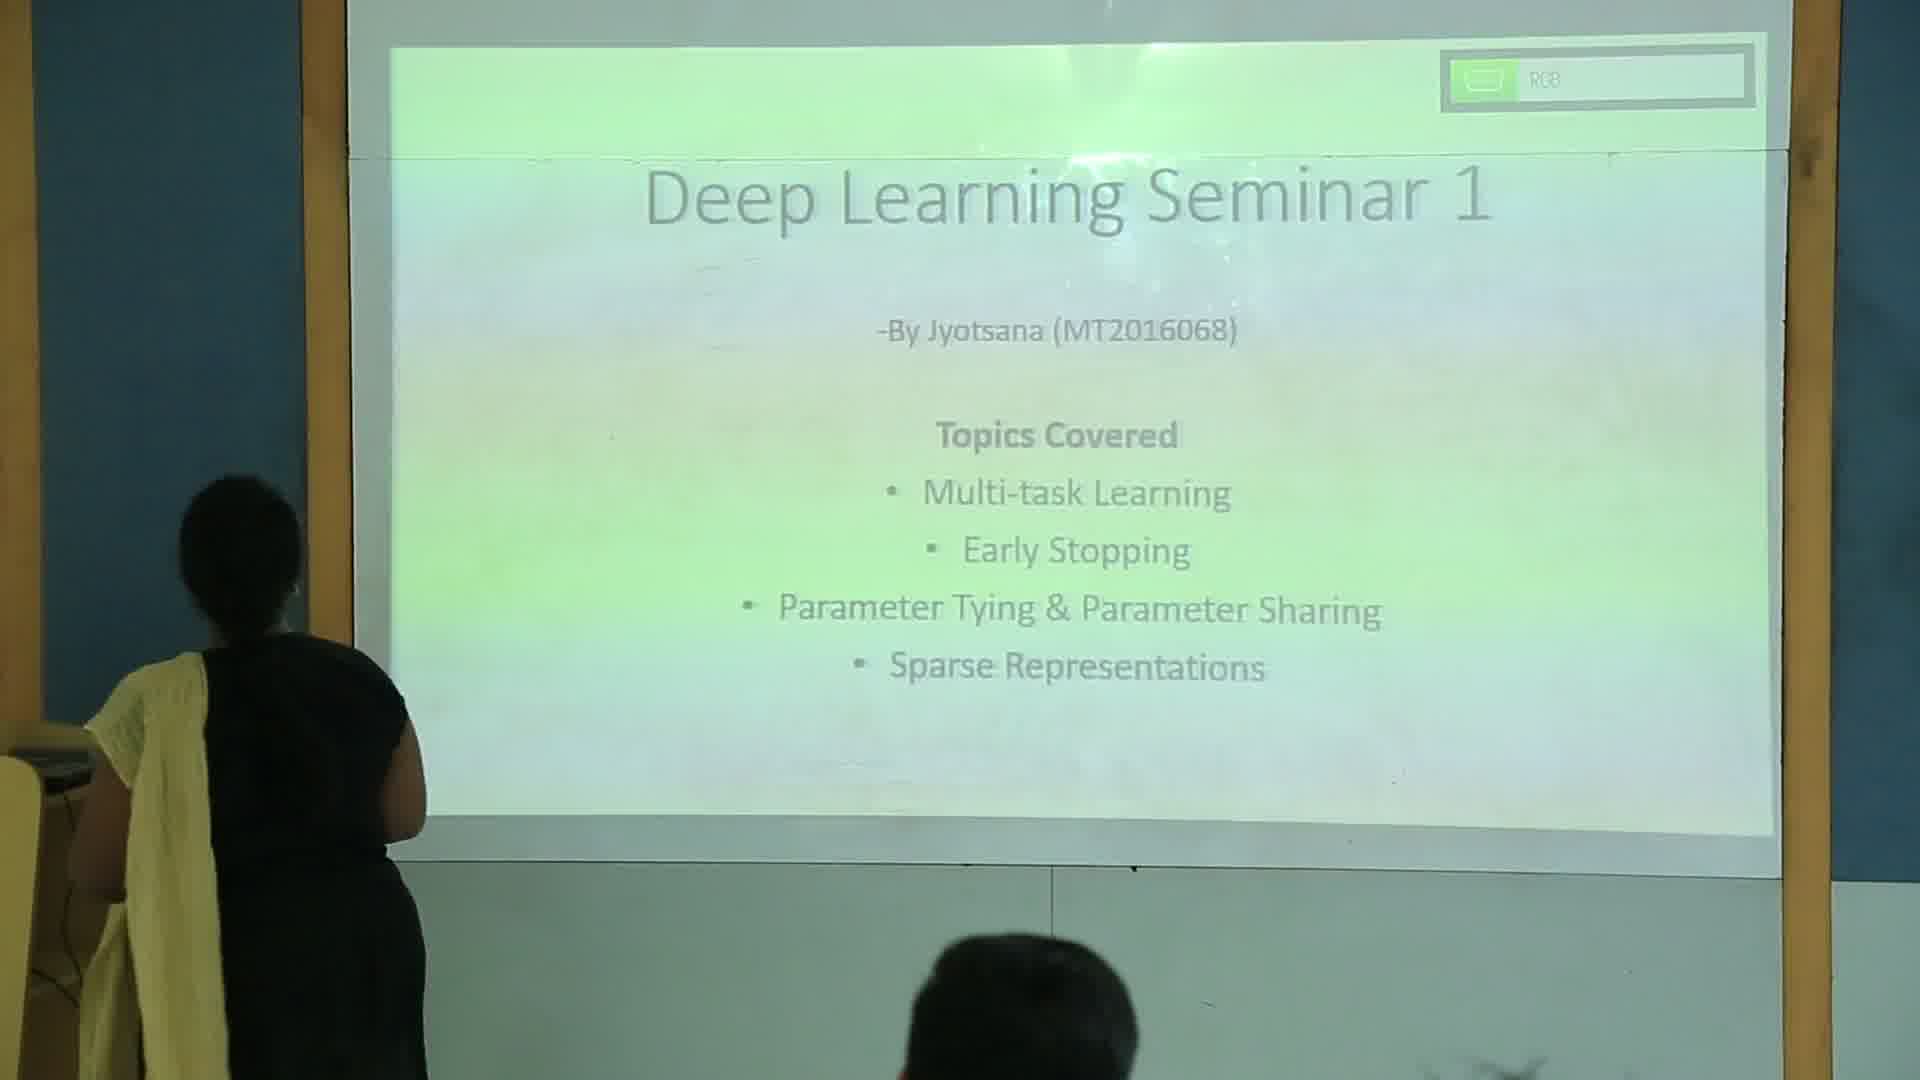 RGB
Deep Learning Seminar 1
-By Jyotsana (MT2016068)
Topics Covered
• Multi-task Learning
• Early Stopping
• Parameter Tying & Parameter Sharing
• Sparse Representations